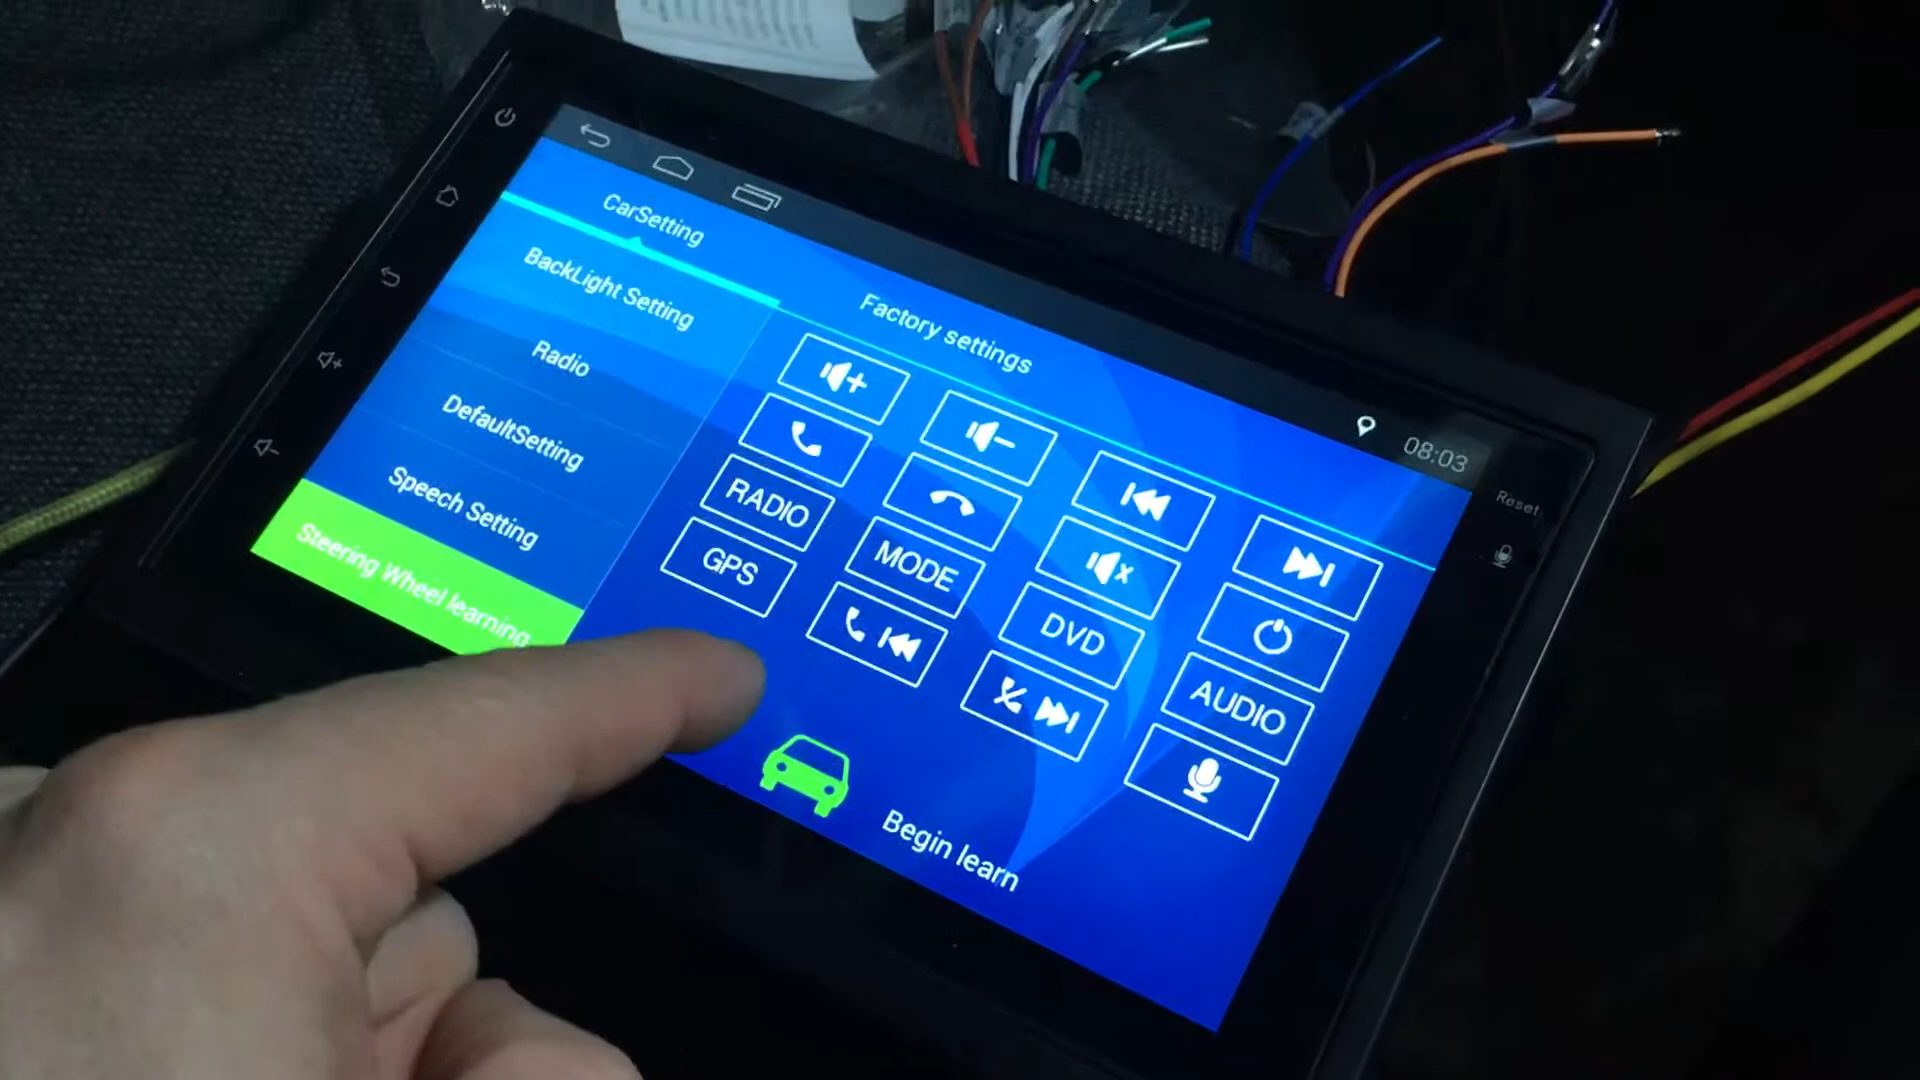 CarSetting
Factory settings
08:03
Reset
BackLight Setting
Radio
DefaultSetting
Speech Setting
Steering Wheel learning
RADIO
MODE
DVD
AUDIO
GPS
Begin learn